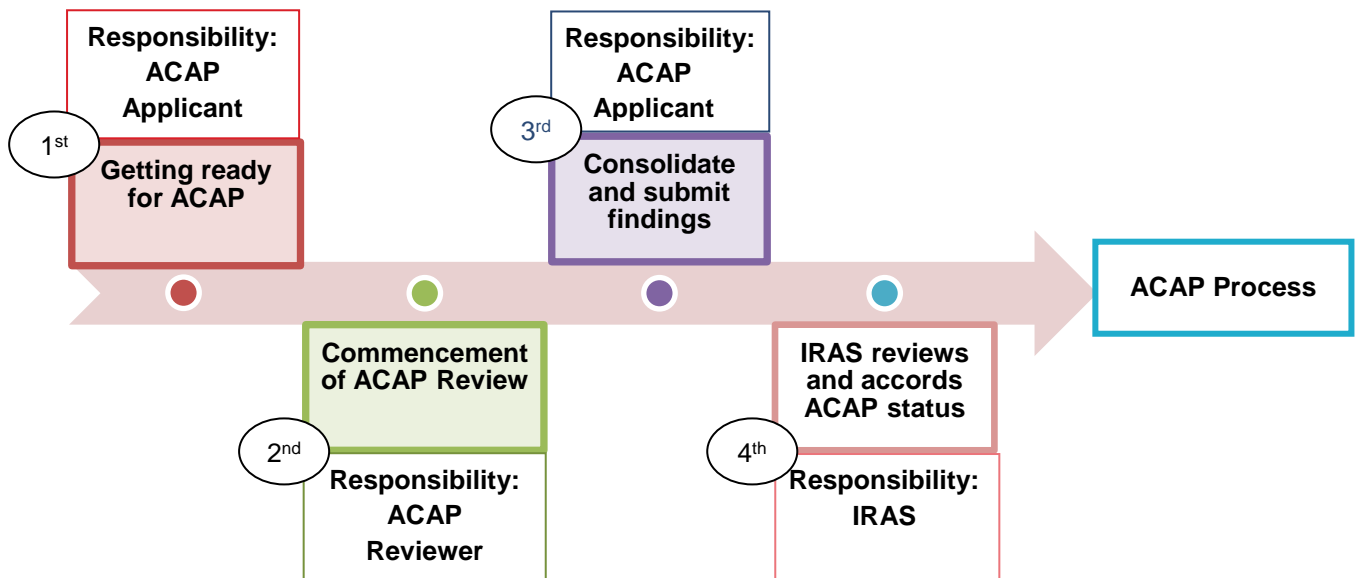 Responsibility:
ACAP
Applicant
1st
Getting ready
for ACAP
Commencement
of ACAP Review
2nd
Responsibility:
ACAP
Reviewer
Responsibility:
ACAP
Applicant
3rd
Consolidate
and submit
findings
IRAS reviews
and accords
ACAP status
4th
Responsibility:
IRAS
ACAP Process